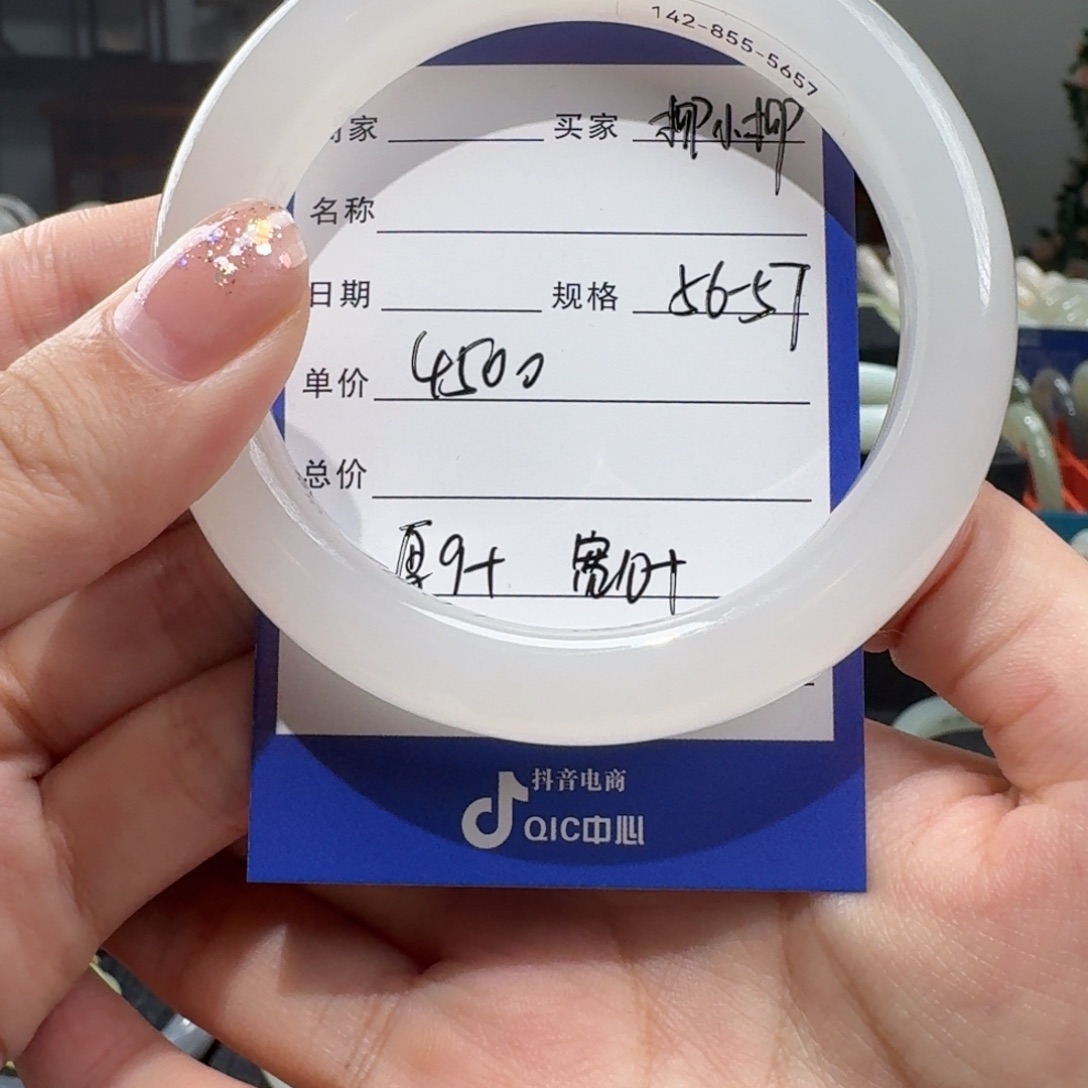 142-855-5657
商家 买家 柳小柳
名称
日期 规格 56-57
单价 4500
总价
厚9+ 宽10+
抖音电商
QIC中心